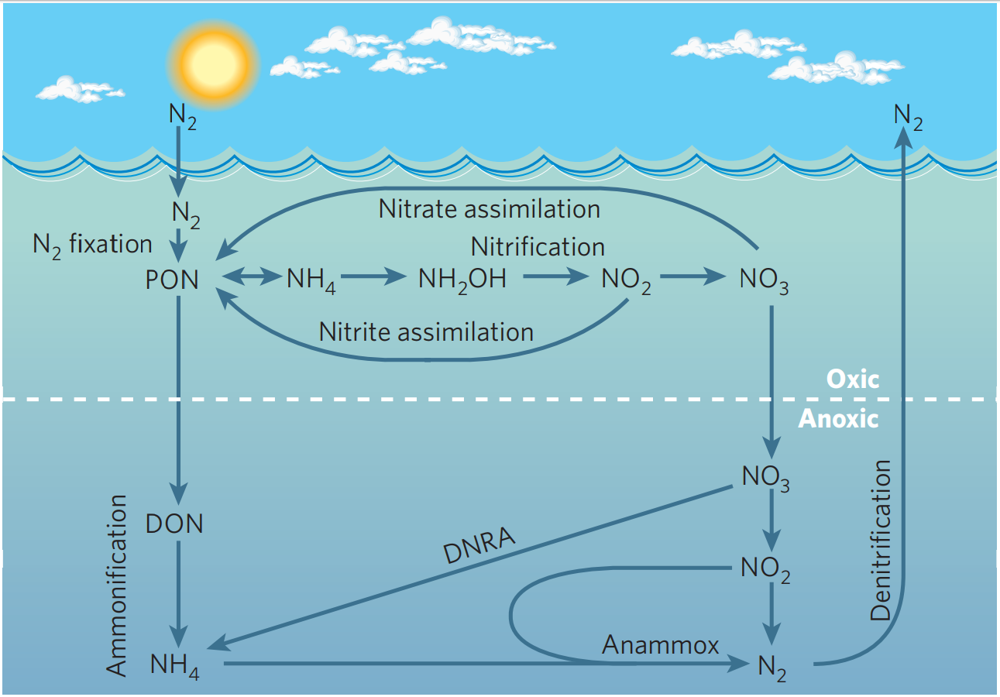 N₂
N₂
N₂
Nitrate assimilation
N₂ fixation
Nitrification
PON
NH₄
NH₂OH
NO₂
NO₃
Nitrite assimilation
Oxic
Anoxic
NO₃
DON
DNRA
NO₂
Ammonification
Denitrification
Anammox
NH₄
N₂